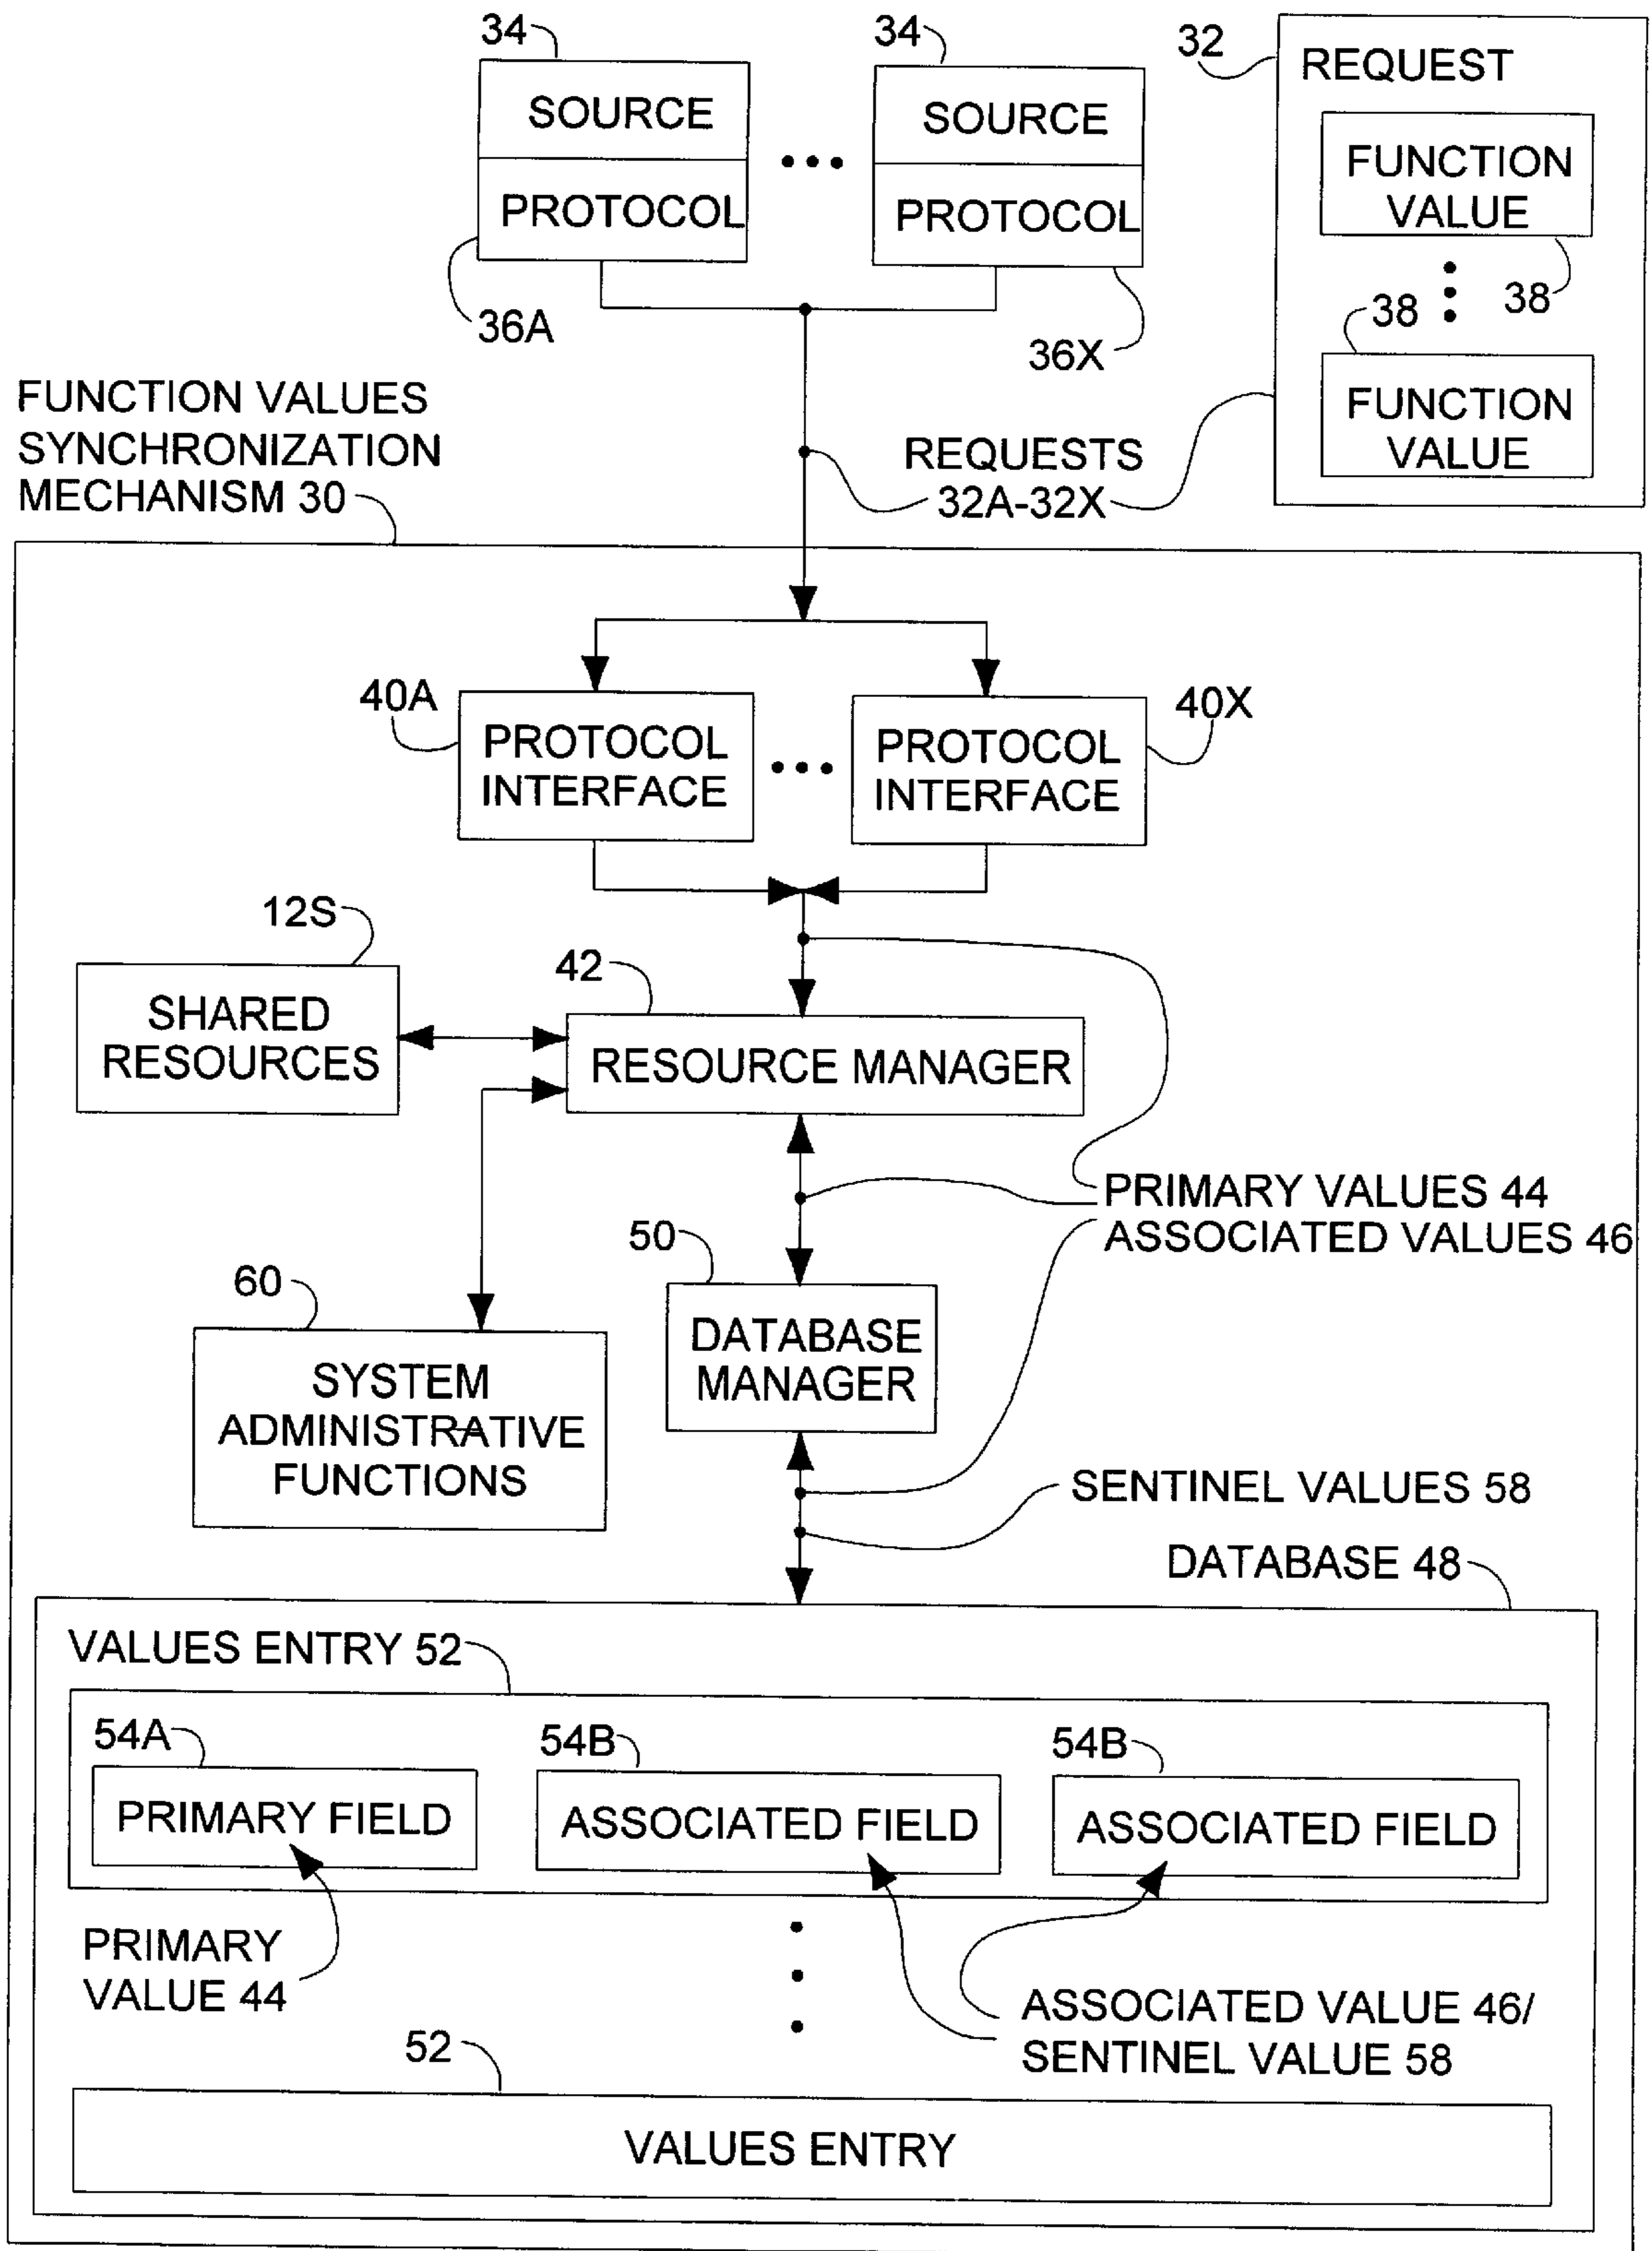 34
34
32
REQUEST
SOURCE
SOURCE
FUNCTION
VALUE
PROTOCOL
PROTOCOL
38
38
36A
36X
FUNCTION
VALUE
FUNCTION VALUES
SYNCHRONIZATION
MECHANISM 30
REQUESTS
32A-32X
40A
40X
PROTOCOL
INTERFACE
PROTOCOL
INTERFACE
12S
42
SHARED
RESOURCES
RESOURCE MANAGER
PRIMARY VALUES 44
ASSOCIATED VALUES 46
50
60
DATABASE
MANAGER
SYSTEM
ADMINISTRATIVE
FUNCTIONS
SENTINEL VALUES 58
DATABASE 48
VALUES ENTRY 52
54A
54B
54B
PRIMARY FIELD
ASSOCIATED FIELD
ASSOCIATED FIELD
PRIMARY
VALUE 44
ASSOCIATED VALUE 46/
SENTINEL VALUE 58
52
VALUES ENTRY